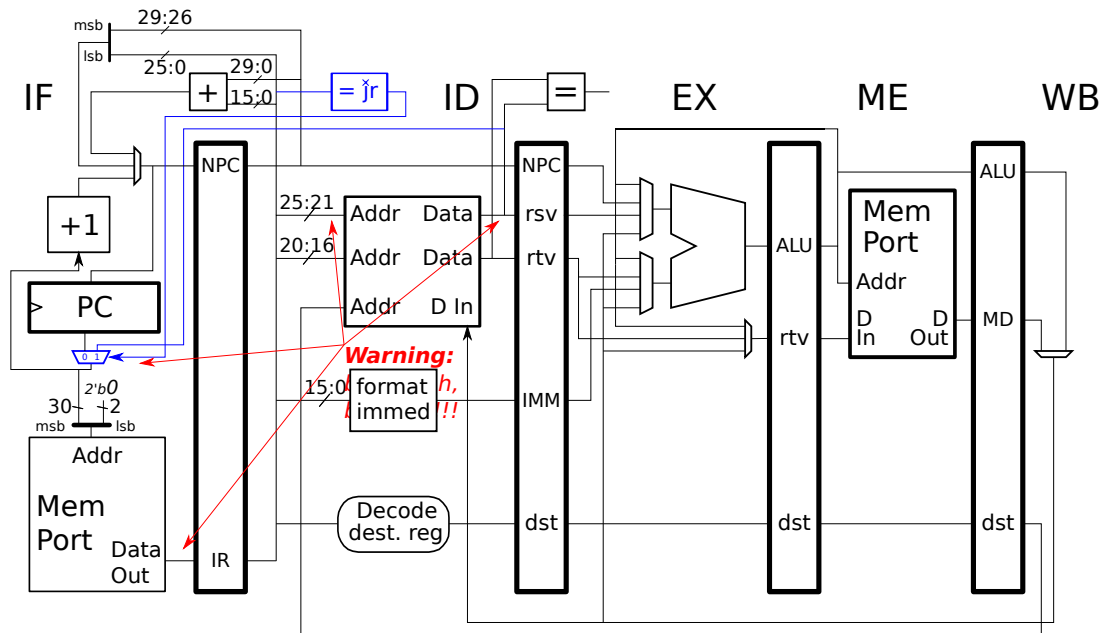 29:26
msb
lsb
25:0
29:0
15:0
+
= jr
x
=
IF
ID
EX
ME
WB
NPC
NPC
ALU
+1
25:21
20:16
Addr
Data
Addr
Data
Addr
D In
rsv
rtv
ALU
Mem
Port
Addr
D
In
D
Out
PC
0 1
rtv
MD
Warning:
h,
!!!
15:0
format
immed
IMM
2'b0
30
2
msb
lsb
Addr
Mem
Port
Data
Out
IR
Decode
dest. reg
dst
dst
dst